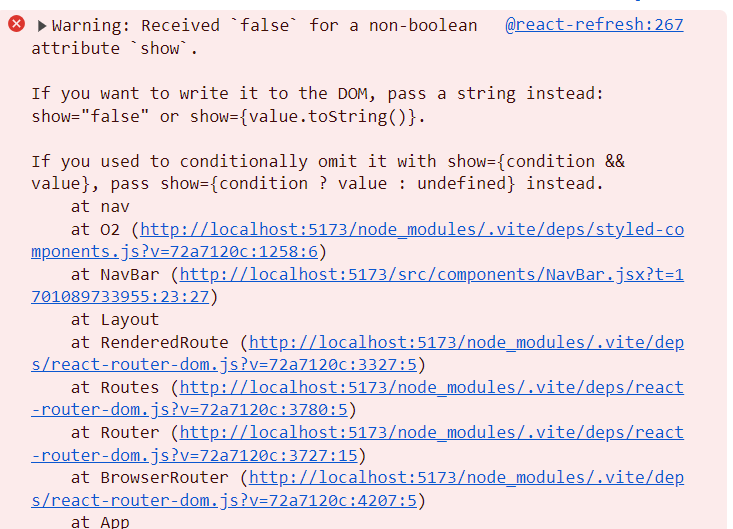 Warning: Received `false` for a non-boolean @react-refresh:267
attribute `show`.
If you want to write it to the DOM, pass a string instead:
show="false" or show={value.toString()}.
If you used to conditionally omit it with show={condition &&
value}, pass show={condition ? value : undefined} instead.
at nav
at O2 (http://localhost:5173/node_modules/.vite/deps/styled-co
mponents.js?v=72a7120c:1258:6)
at NavBar (http://localhost:5173/src/components/NavBar.jsx?t=1
701089733955:23:27)
at Layout
at RenderedRoute (http://localhost:5173/node_modules/.vite/dep
s/react-router-dom.js?v=72a7120c:3327:5)
at Routes (http://localhost:5173/node_modules/.vite/deps/react
-router-dom.js?v=72a7120c:3780:5)
at Router (http://localhost:5173/node_modules/.vite/deps/react
-router-dom.js?v=72a7120c:3727:15)
at BrowserRouter (http://localhost:5173/node_modules/.vite/dep
s/react-router-dom.js?v=72a7120c:4207:5)
at App